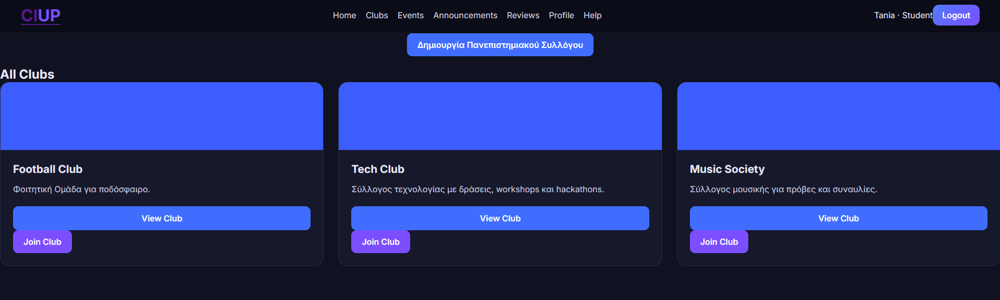 ClUP
Home Clubs Events Announcements Reviews Profile Help
Tania · Student Logout
Δημιουργία Πανεπιστημιακού Συλλόγου
All Clubs
Football Club
Φοιτητική Ομάδα για ποδόσφαιρο.
View Club
Join Club
Tech Club
Σύλλογος τεχνολογίας με δράσεις, workshops και hackathons.
View Club
Join Club
Music Society
Σύλλογος μουσικής για πρόβες και συναυλίες.
View Club
Join Club